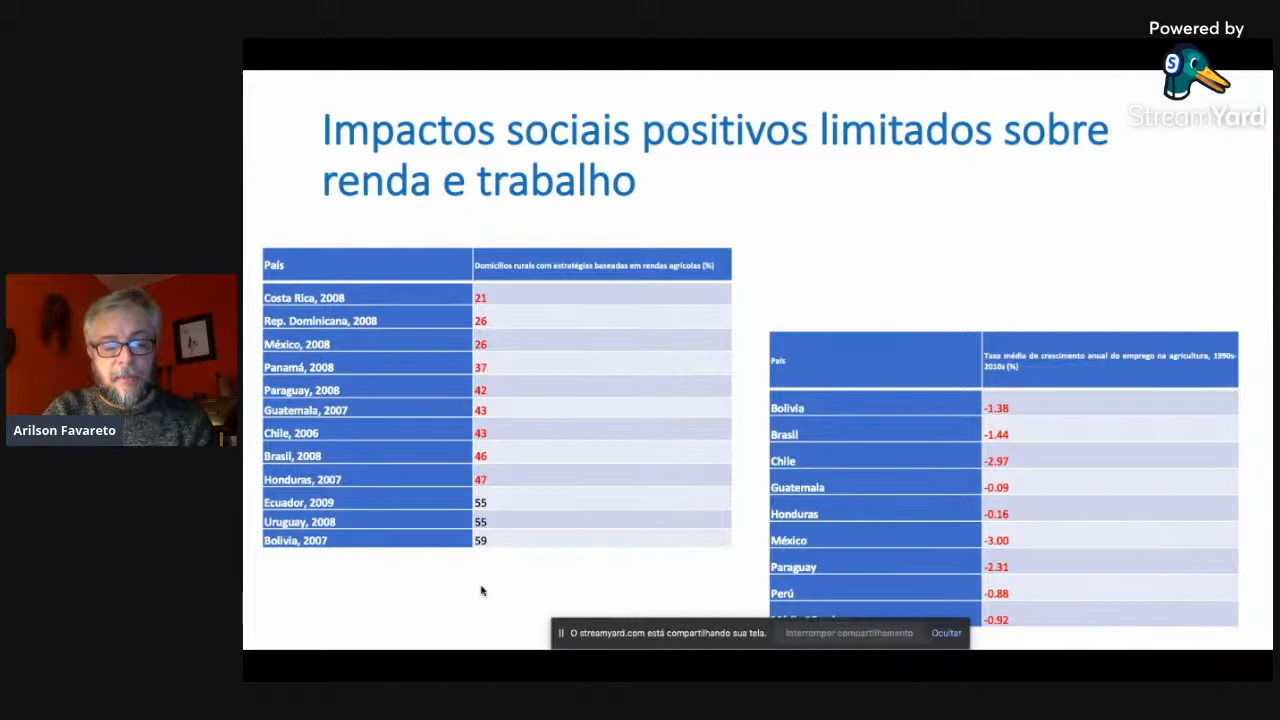 Powered by
S
StreamYard
Impactos sociais positivos limitados sobre
renda e trabalho
País Domicílios rurais com estratégias baseadas em rendas agrícolas (%)
Costa Rica, 2008 21
Rep. Dominicana, 2008 26
México, 2008 26
Panamá, 2008 37
Paraguay, 2008 42
Guatemala, 2007 43
Chile, 2006 43
Brasil, 2008 46
Honduras, 2007 47
Ecuador, 2009 55
Uruguay, 2008 55
Bolivia, 2007 59
País Taxa média de crescimento anual do emprego na agricultura, 1990s-
2010s (%)
Bolivia -1.38
Brasil -1.44
Chile -2.97
Guatemala -0.09
Honduras -0.16
México -3.00
Paraguay -2.31
Perú -0.88
-0.92
Arilson Favareto
O streamyard.com está compartilhando sua tela. Interromper compartilhamento Ocultar